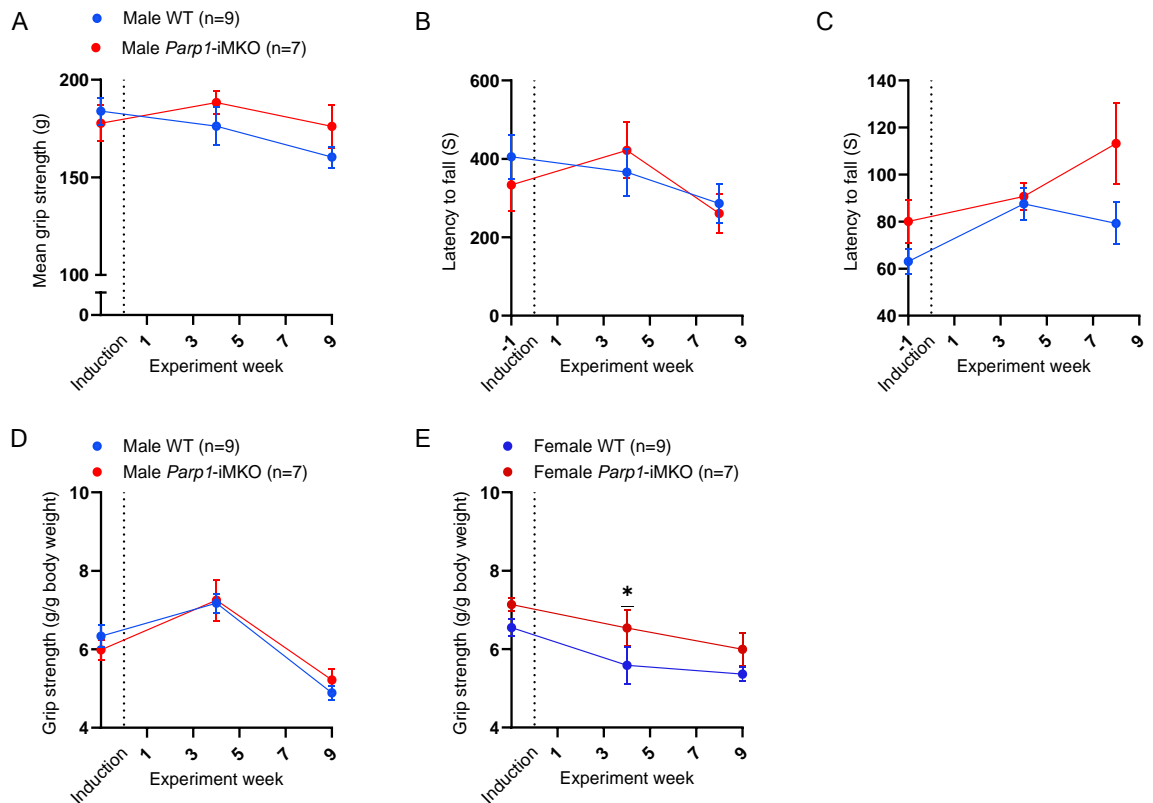 A
Male WT (n=9)
Male Parp1-iMKO (n=7)
Mean grip strength (g)
200
150
100
0
Induction
1
3
5
7
9
Experiment week
B
Latency to fall (S)
600
400
200
0
-1
Induction
1
3
5
7
9
Experiment week
C
Latency to fall (S)
140
120
100
80
60
40
-1
Induction
1
3
5
7
9
Experiment week
D
Male WT (n=9)
Male Parp1-iMKO (n=7)
Grip strength (g/g body weight)
10
8
6
4
Induction
1
3
5
7
9
Experiment week
E
Female WT (n=9)
Female Parp1-iMKO (n=7)
Grip strength (g/g body weight)
10
8
6
4
*
Induction
1
3
5
7
9
Experiment week